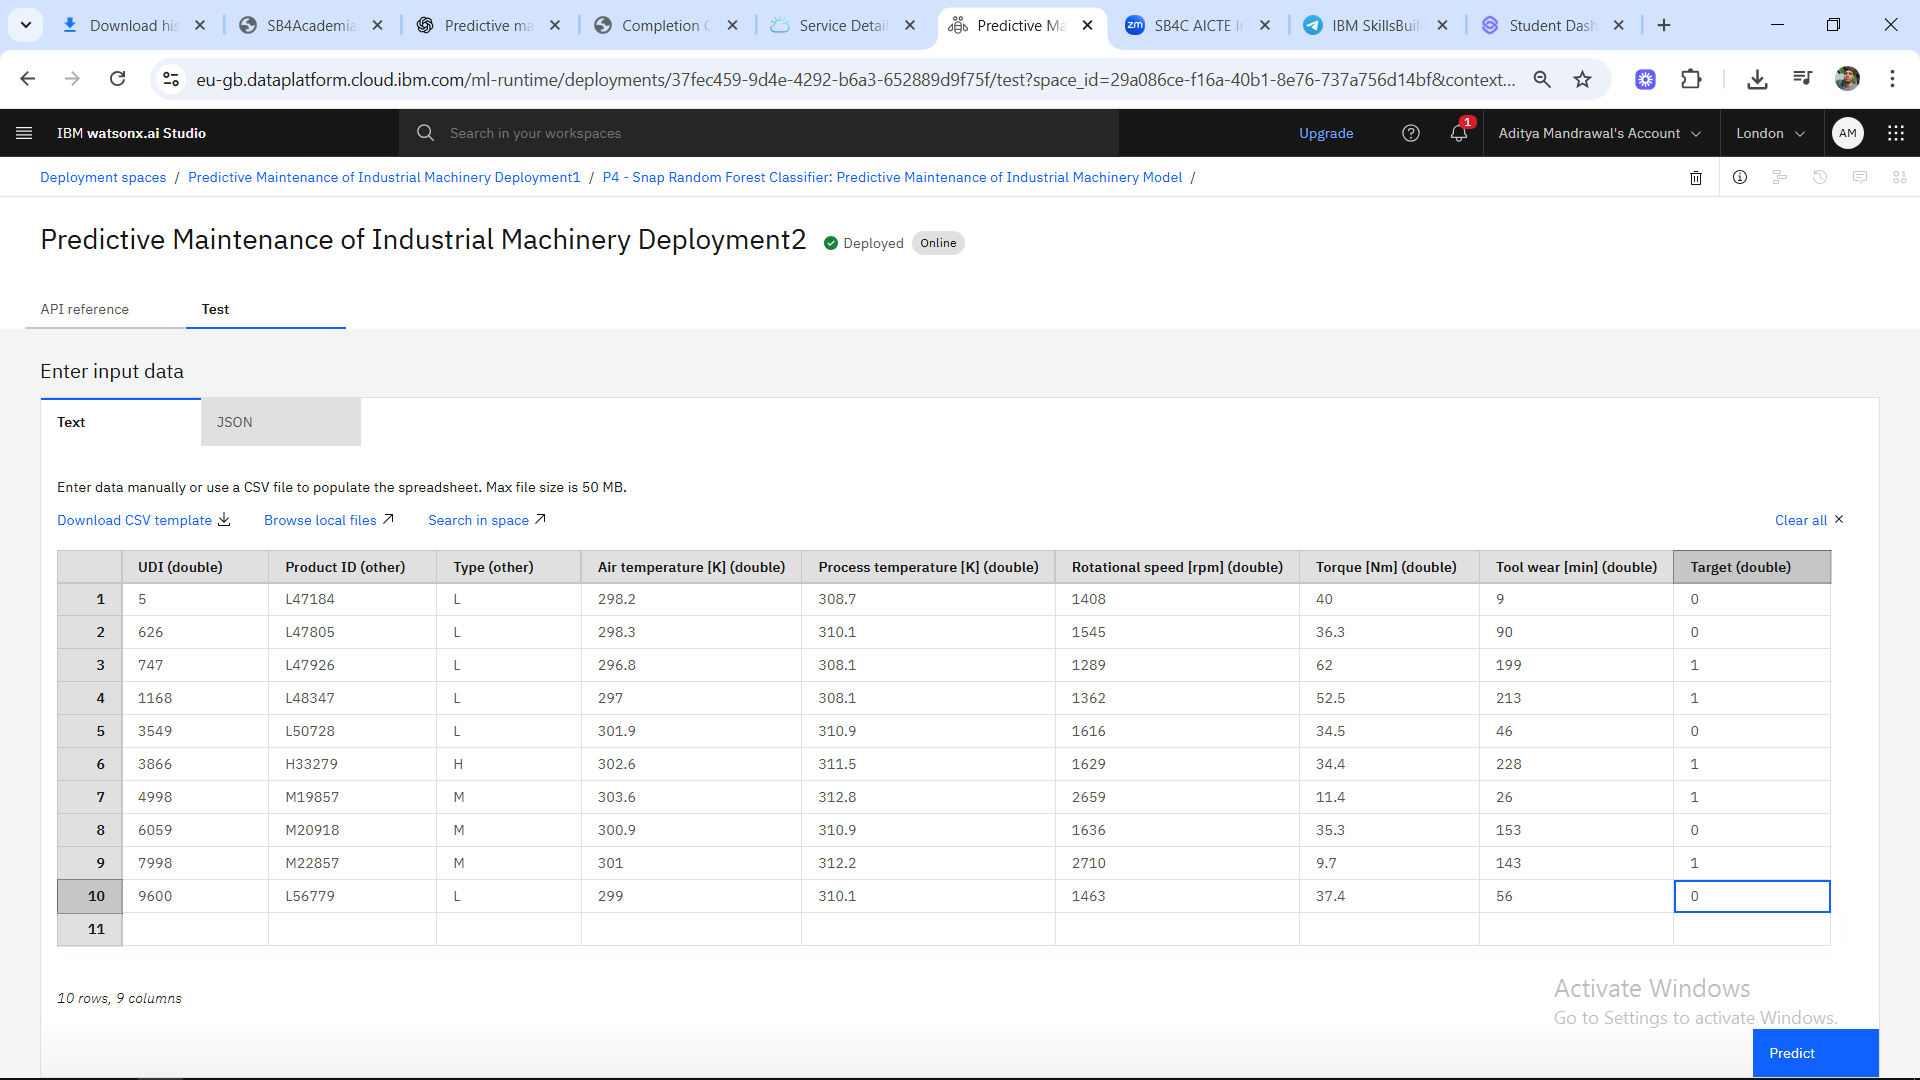 Download his
SB4Academia
Predictive ma
Completion C
Service Detail
Predictive Ma
zm
SB4C AICTE In
IBM SkillsBuil
Student Dash
eu-gb.dataplatform.cloud.ibm.com/ml-runtime/deployments/37fec459-9d4e-4292-b6a3-652889d9f75f/test?space_id=29a086ce-f16a-40b1-8e76-737a756d14bf&context...
IBM watsonx.ai Studio
Search in your workspaces
Upgrade
1
Aditya Mandrawal's Account
London
AM
Deployment spaces / Predictive Maintenance of Industrial Machinery Deployment1 / P4 - Snap Random Forest Classifier: Predictive Maintenance of Industrial Machinery Model /
Predictive Maintenance of Industrial Machinery Deployment2 Deployed Online
API reference Test
Enter input data
Text JSON
Enter data manually or use a CSV file to populate the spreadsheet. Max file size is 50 MB.
Download CSV template Browse local files Search in space Clear all
UDI (double) Product ID (other) Type (other) Air temperature [K] (double) Process temperature [K] (double) Rotational speed [rpm] (double) Torque [Nm] (double) Tool wear [min] (double) Target (double)
1 5 L47184 L 298.2 308.7 1408 40 9 0
2 626 L47805 L 298.3 310.1 1545 36.3 90 0
3 747 L47926 L 296.8 308.1 1289 62 199 1
4 1168 L48347 L 297 308.1 1362 52.5 213 1
5 3549 L50728 L 301.9 310.9 1616 34.5 46 0
6 3866 H33279 H 302.6 311.5 1629 34.4 228 1
7 4998 M19857 M 303.6 312.8 2659 11.4 26 1
8 6059 M20918 M 300.9 310.9 1636 35.3 153 0
9 7998 M22857 M 301 312.2 2710 9.7 143 1
10 9600 L56779 L 299 310.1 1463 37.4 56 0
11
10 rows, 9 columns
Activate Windows
Go to Settings to activate Windows.
Predict